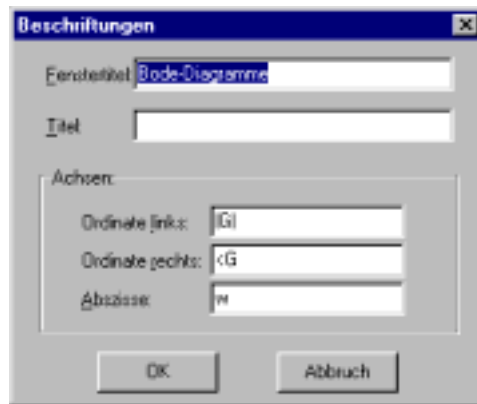 Beschriftungen
Fenstertitel: Bode-Diagramme
Titel:
Achsen:
Ordinate links: |G|
Ordinate rechts: <G
Abszisse: w
OK Abbruch